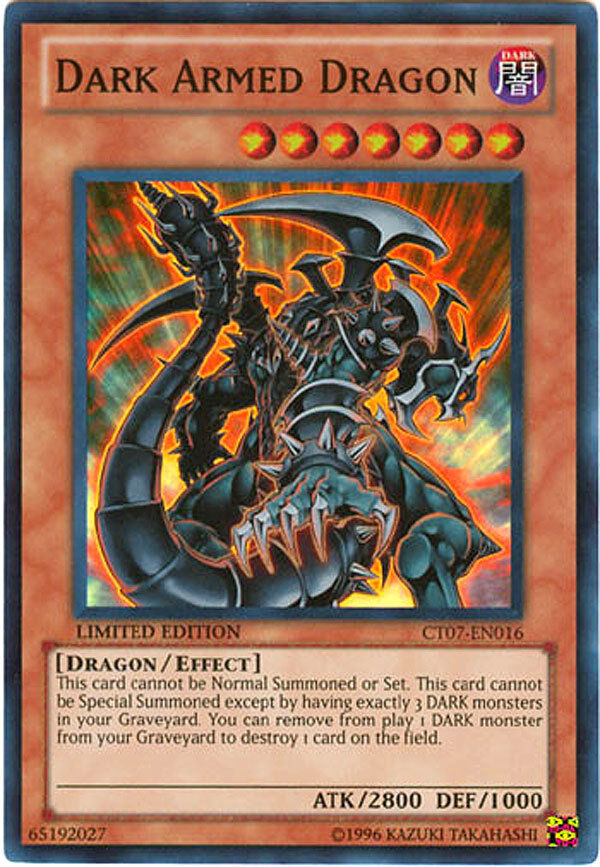 DARK ARMED DRAGON
DARK
闇
LIMITED EDITION
CT07-EN016
[DRAGON/EFFECT]
This card cannot be Normal Summoned or Set. This card cannot
be Special Summoned except by having exactly 3 DARK monsters
in your Graveyard. You can remove from play 1 DARK monster
from your Graveyard to destroy 1 card on the field.
ATK/2800 DEF/1000
65192027
©1996 KAZUKI TAKAHASHI